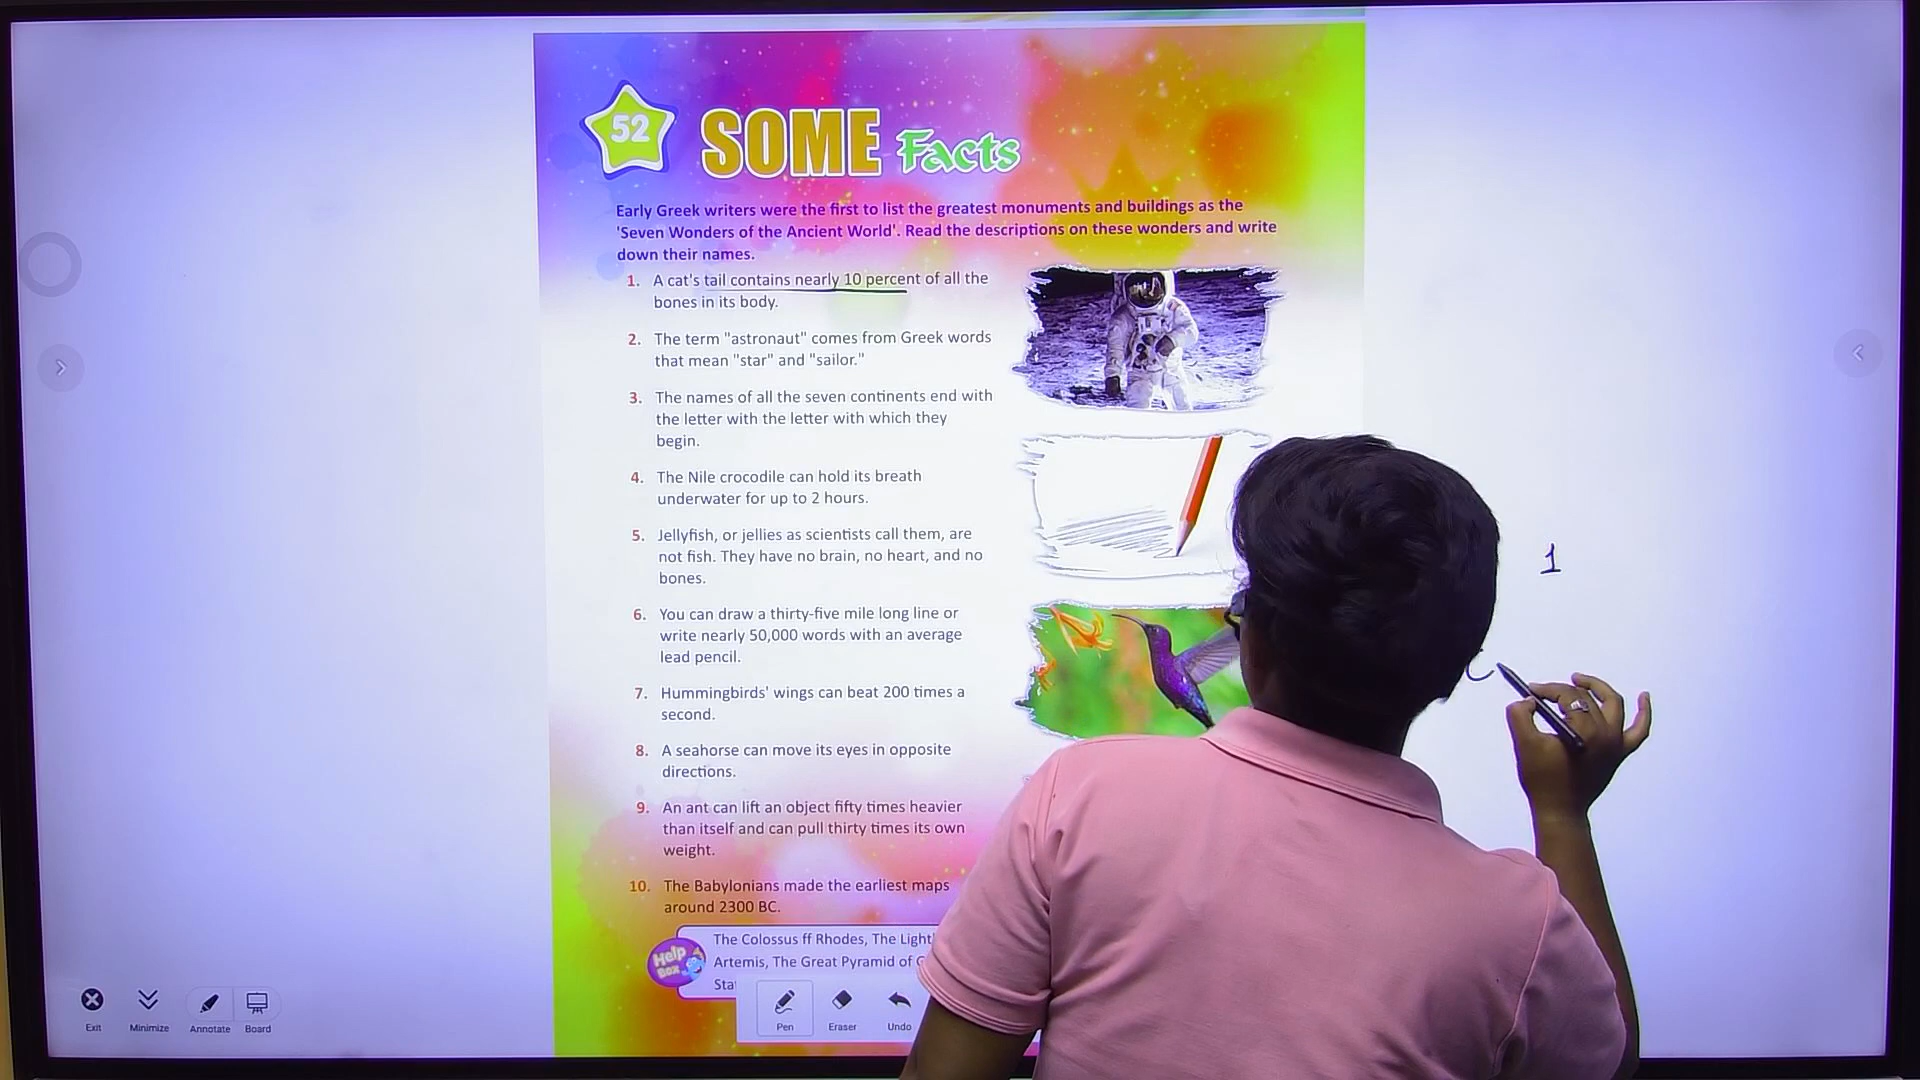 52
SOME Facts
Early Greek writers were the first to list the greatest monuments and buildings as the
'Seven Wonders of the Ancient World'. Read the descriptions on these wonders and write
down their names.
1. A cat's tail contains nearly 10 percent of all the
bones in its body.
2. The term "astronaut" comes from Greek words
that mean "star" and "sailor."
3. The names of all the seven continents end with
the letter with the letter with which they
begin.
4. The Nile crocodile can hold its breath
underwater for up to 2 hours.
5. Jellyfish, or jellies as scientists call them, are
not fish. They have no brain, no heart, and no
bones.
6. You can draw a thirty-five mile long line or
write nearly 50,000 words with an average
lead pencil.
7. Hummingbirds' wings can beat 200 times a
second.
8. A seahorse can move its eyes in opposite
directions.
9. An ant can lift an object fifty times heavier
than itself and can pull thirty times its own
weight.
10. The Babylonians made the earliest maps
around 2300 BC.
Help
Box
The Colossus ff Rhodes, The
Artemis, The Great Pyramid of
1
Exit
Minimize
Annotate
Board
Pen
Eraser
Undo